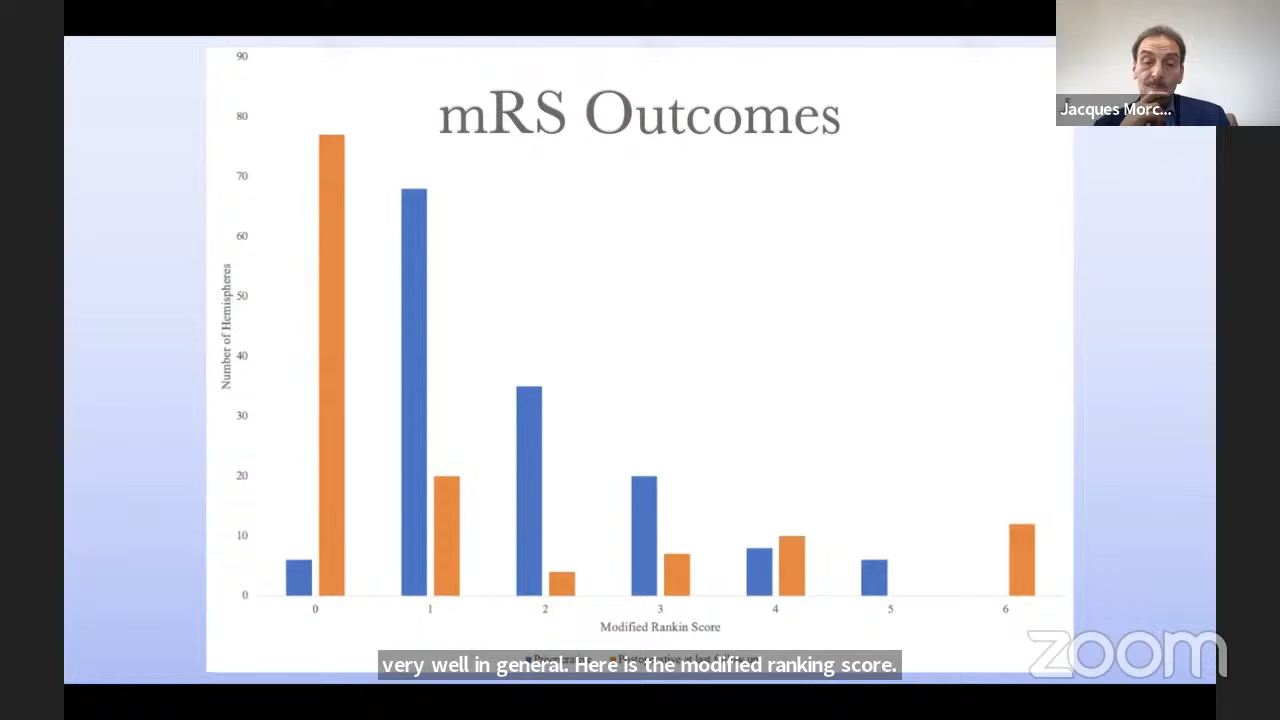 Jacques Morc...
mRS Outcomes
90
80
70
60
50
40
30
20
10
0
Number of Hemispheres
0 1 2 3 4 5 6
Modified Rankin Score
very well in general. Here is the modified ranking score.
zoom